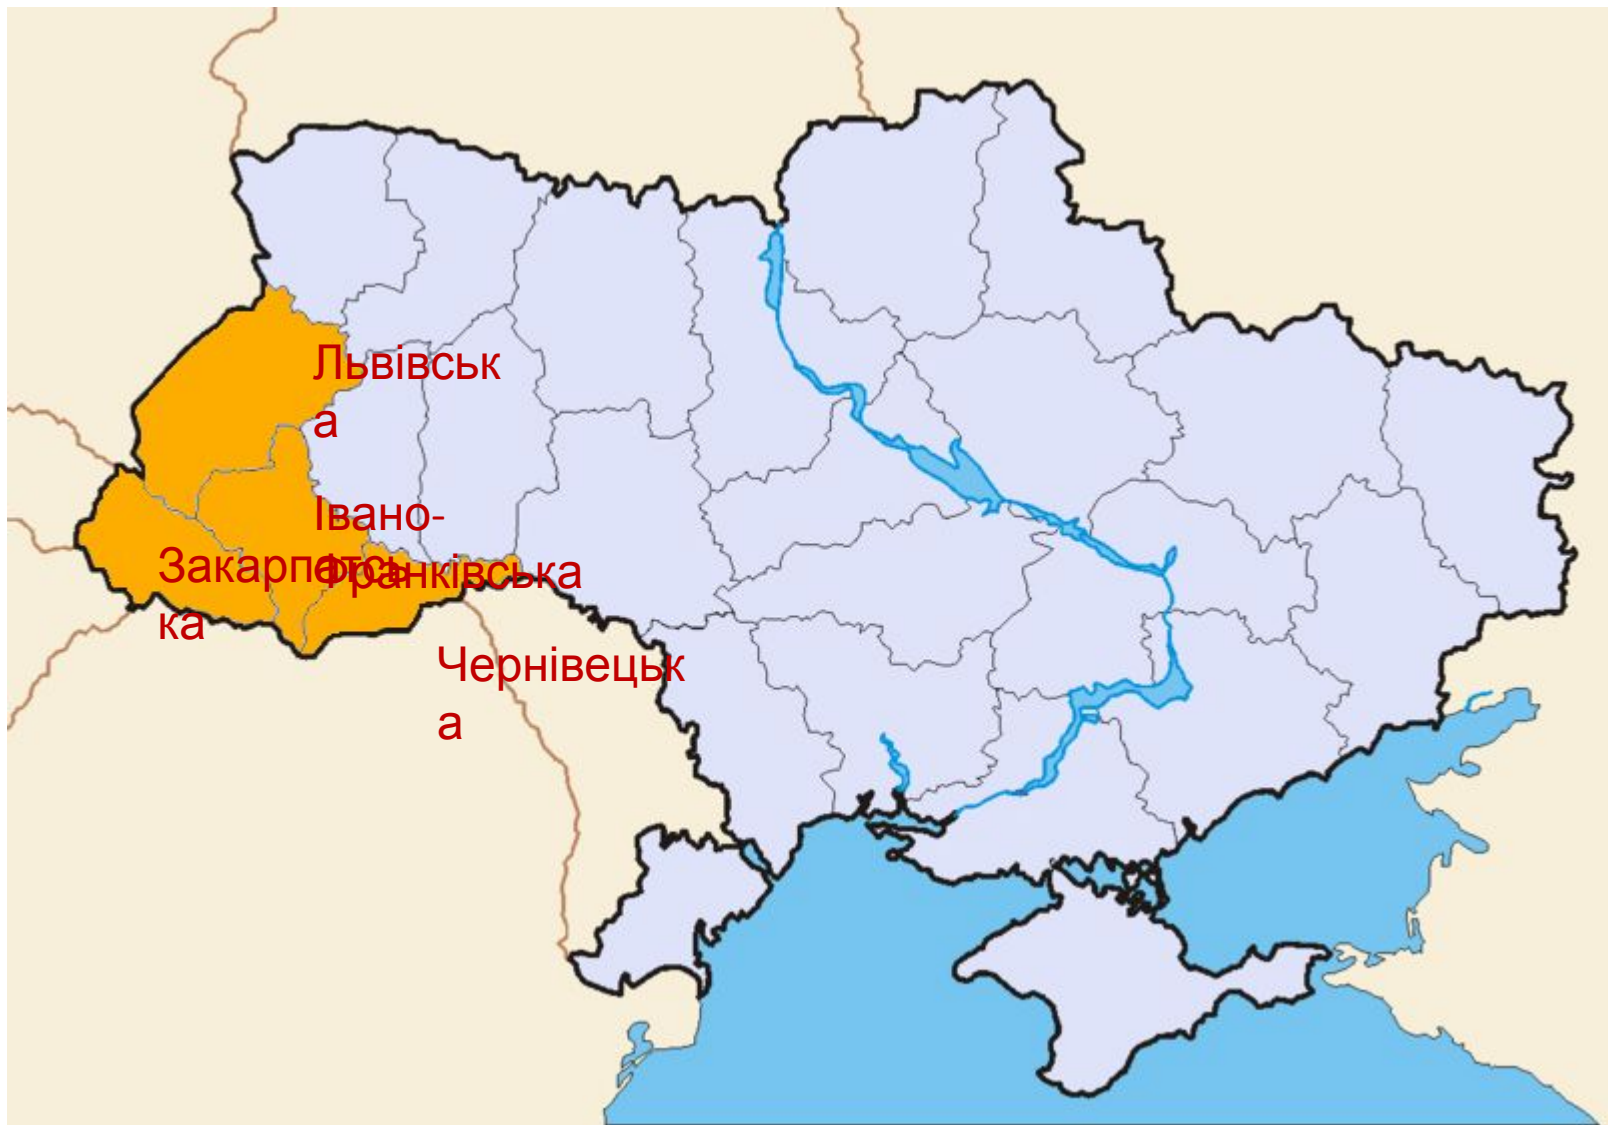 Львівськ
а
Івано-
Франківська
Закарпатсь
ка
Чернівецьк
а